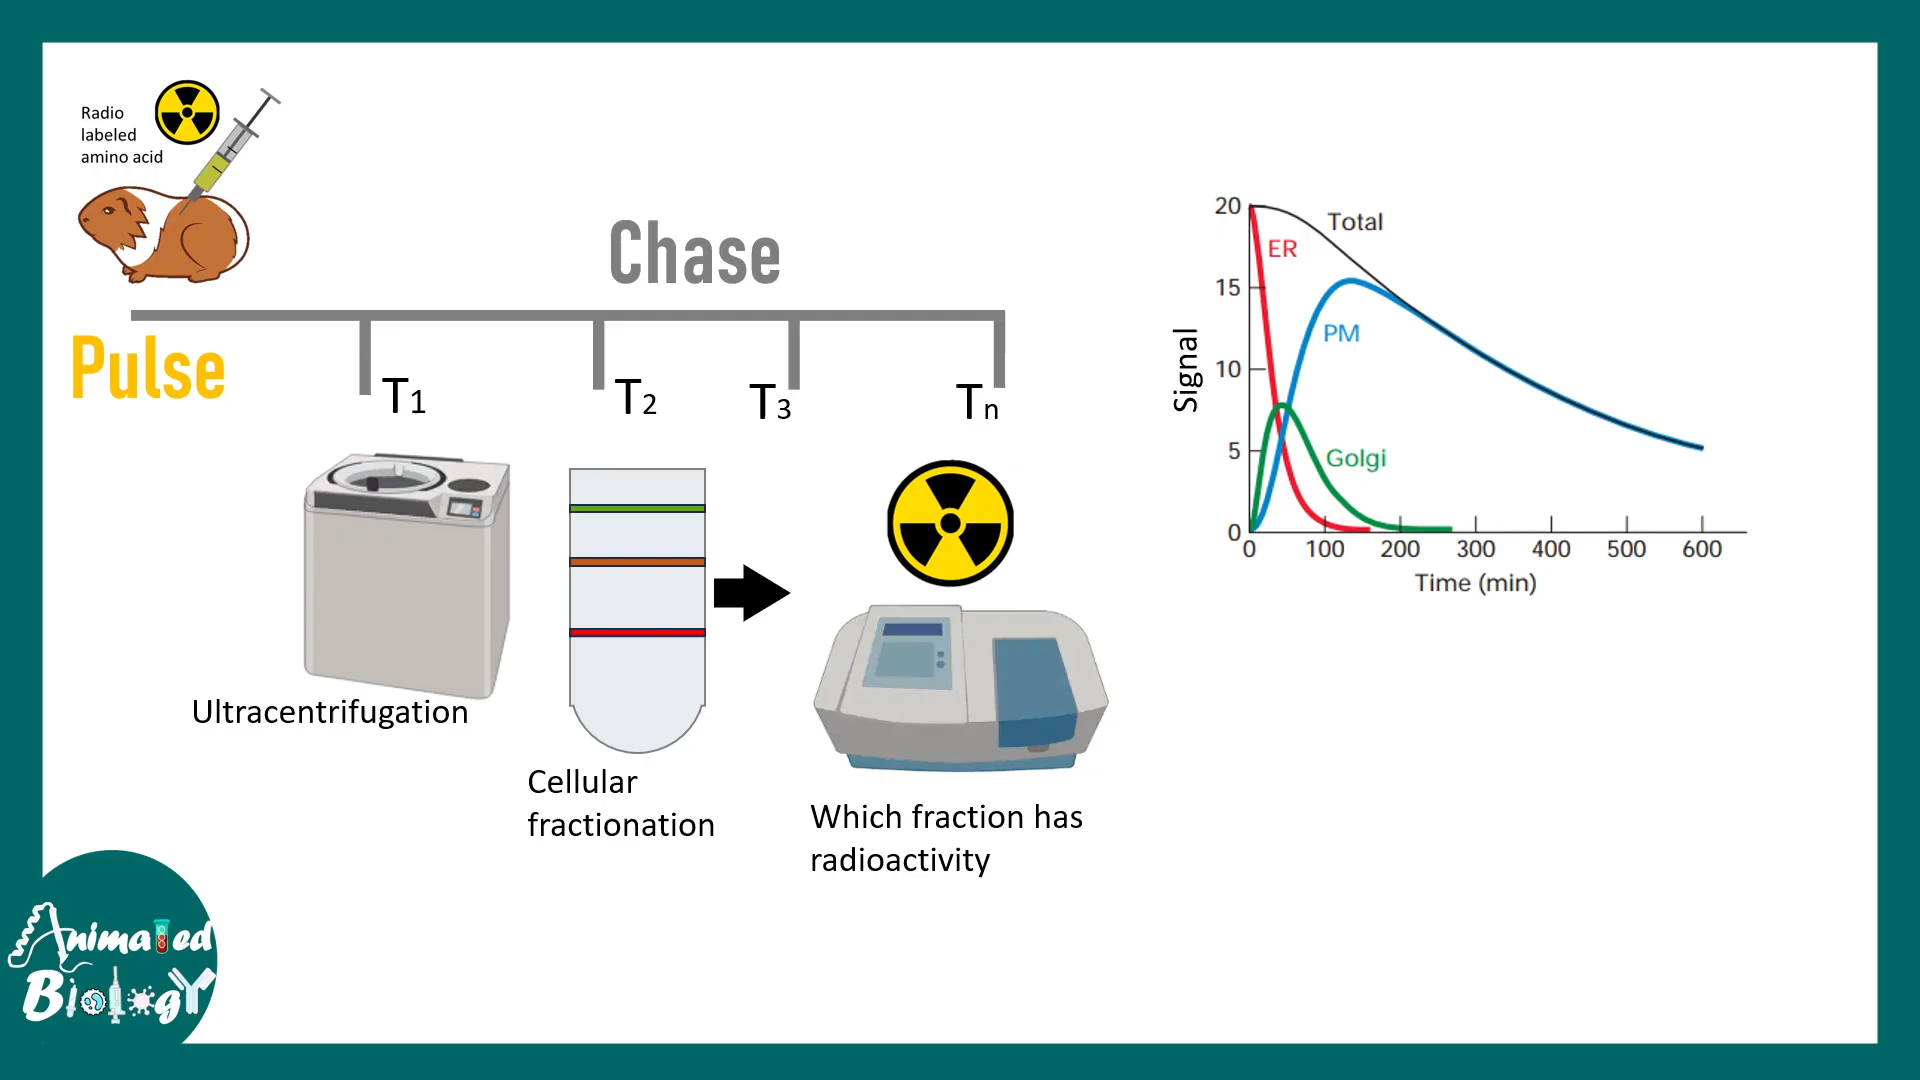 Radio
labeled
amino acid
Chase
Pulse
T1
T2
T3
Tn
Ultracentrifugation
Cellular
fractionation
Which fraction has
radioactivity
20
15
10
5
0
Signal
Total
ER
PM
Golgi
0 100 200 300 400 500 600
Time (min)
Animated
Biology